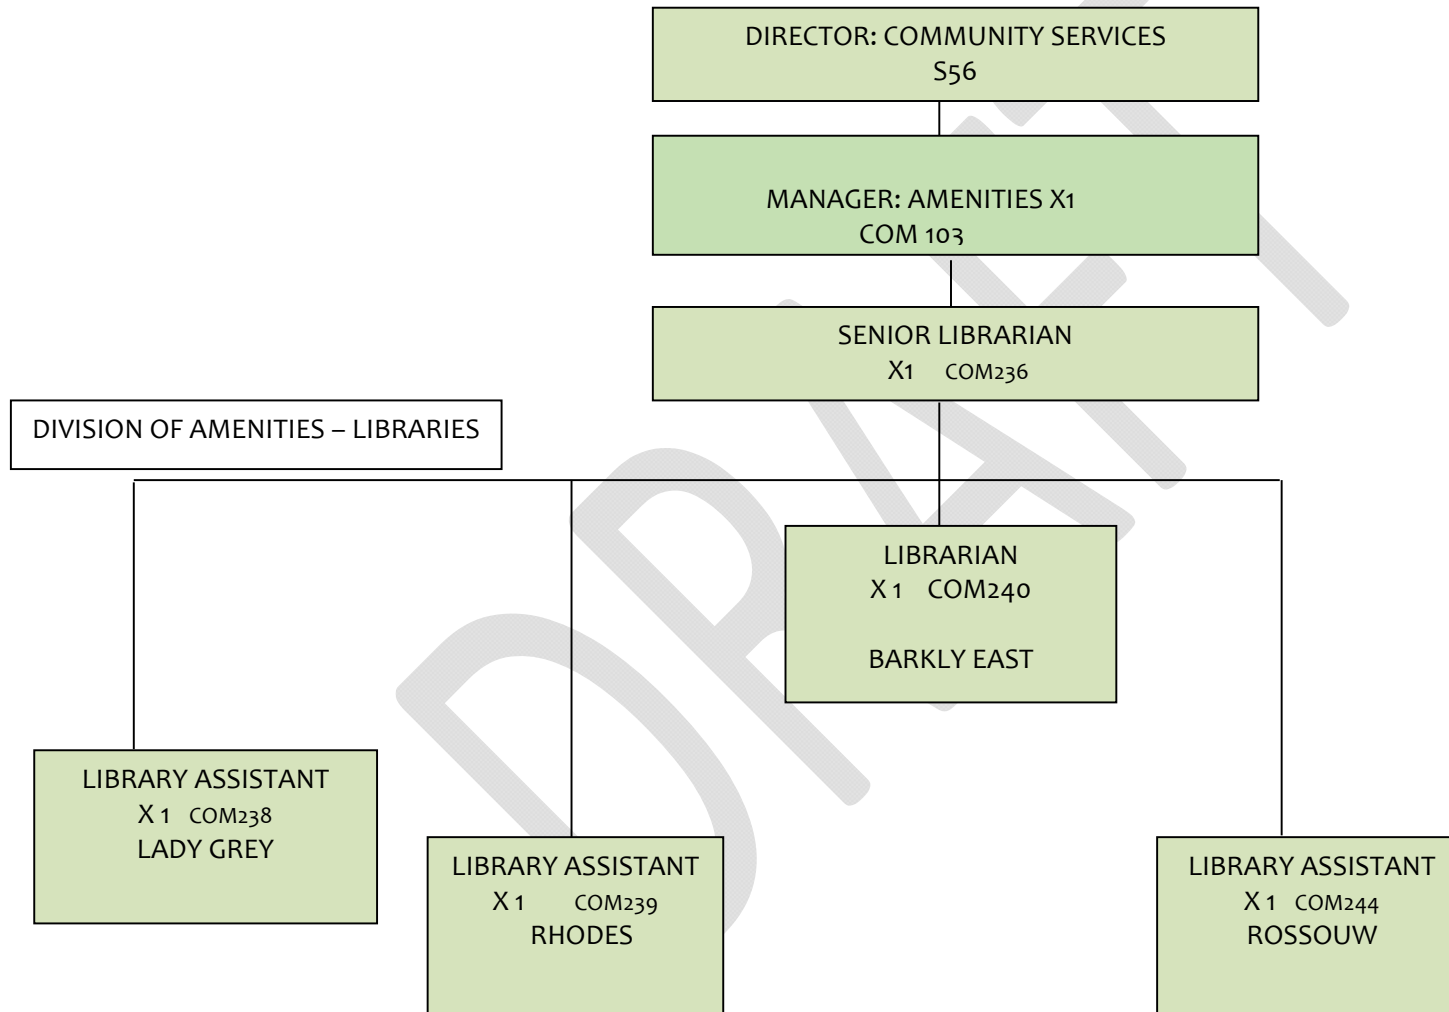 DIRECTOR: COMMUNITY SERVICES
S56
MANAGER: AMENITIES X1
COM 103
SENIOR LIBRARIAN
X1 COM236
DIVISION OF AMENITIES – LIBRARIES
LIBRARIAN
X 1 COM240
BARKLY EAST
LIBRARY ASSISTANT
X 1 COM238
LADY GREY
LIBRARY ASSISTANT
X 1 COM239
RHODES
LIBRARY ASSISTANT
X 1 COM244
ROSSOUW
DRAFT